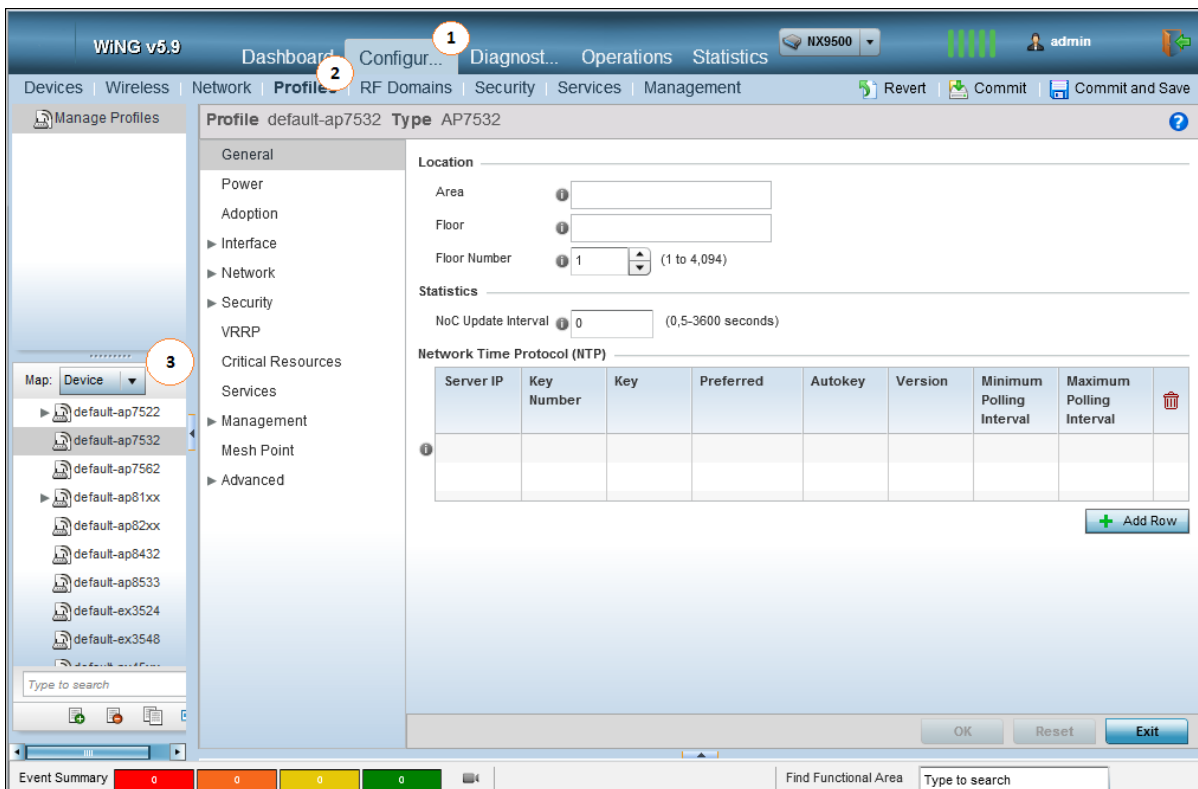 WiNG v5.9
Dashboard Configur... Diagnost... Operations Statistics
1
NX9500
admin
2
Devices Wireless Network Profiles RF Domains Security Services Management
Revert Commit Commit and Save
Manage Profiles
Profile default-ap7532 Type AP7532
?
General
Power
Adoption
Interface
Network
Security
VRRP
Critical Resources
Services
Management
Mesh Point
Advanced
Location
Area
Floor
Floor Number 1 (1 to 4,094)
Statistics
NoC Update Interval 0 (0,5-3600 seconds)
Network Time Protocol (NTP)
Server IP Key Number Key Preferred Autokey Version Minimum Polling Interval Maximum Polling Interval
Add Row
3
Map: Device
default-ap7522
default-ap7532
default-ap7562
default-ap81xx
default-ap82xx
default-ap8432
default-ap8533
default-ex3524
default-ex3548
Type to search
OK Reset Exit
Event Summary 0 0 0 0
Find Functional Area Type to search